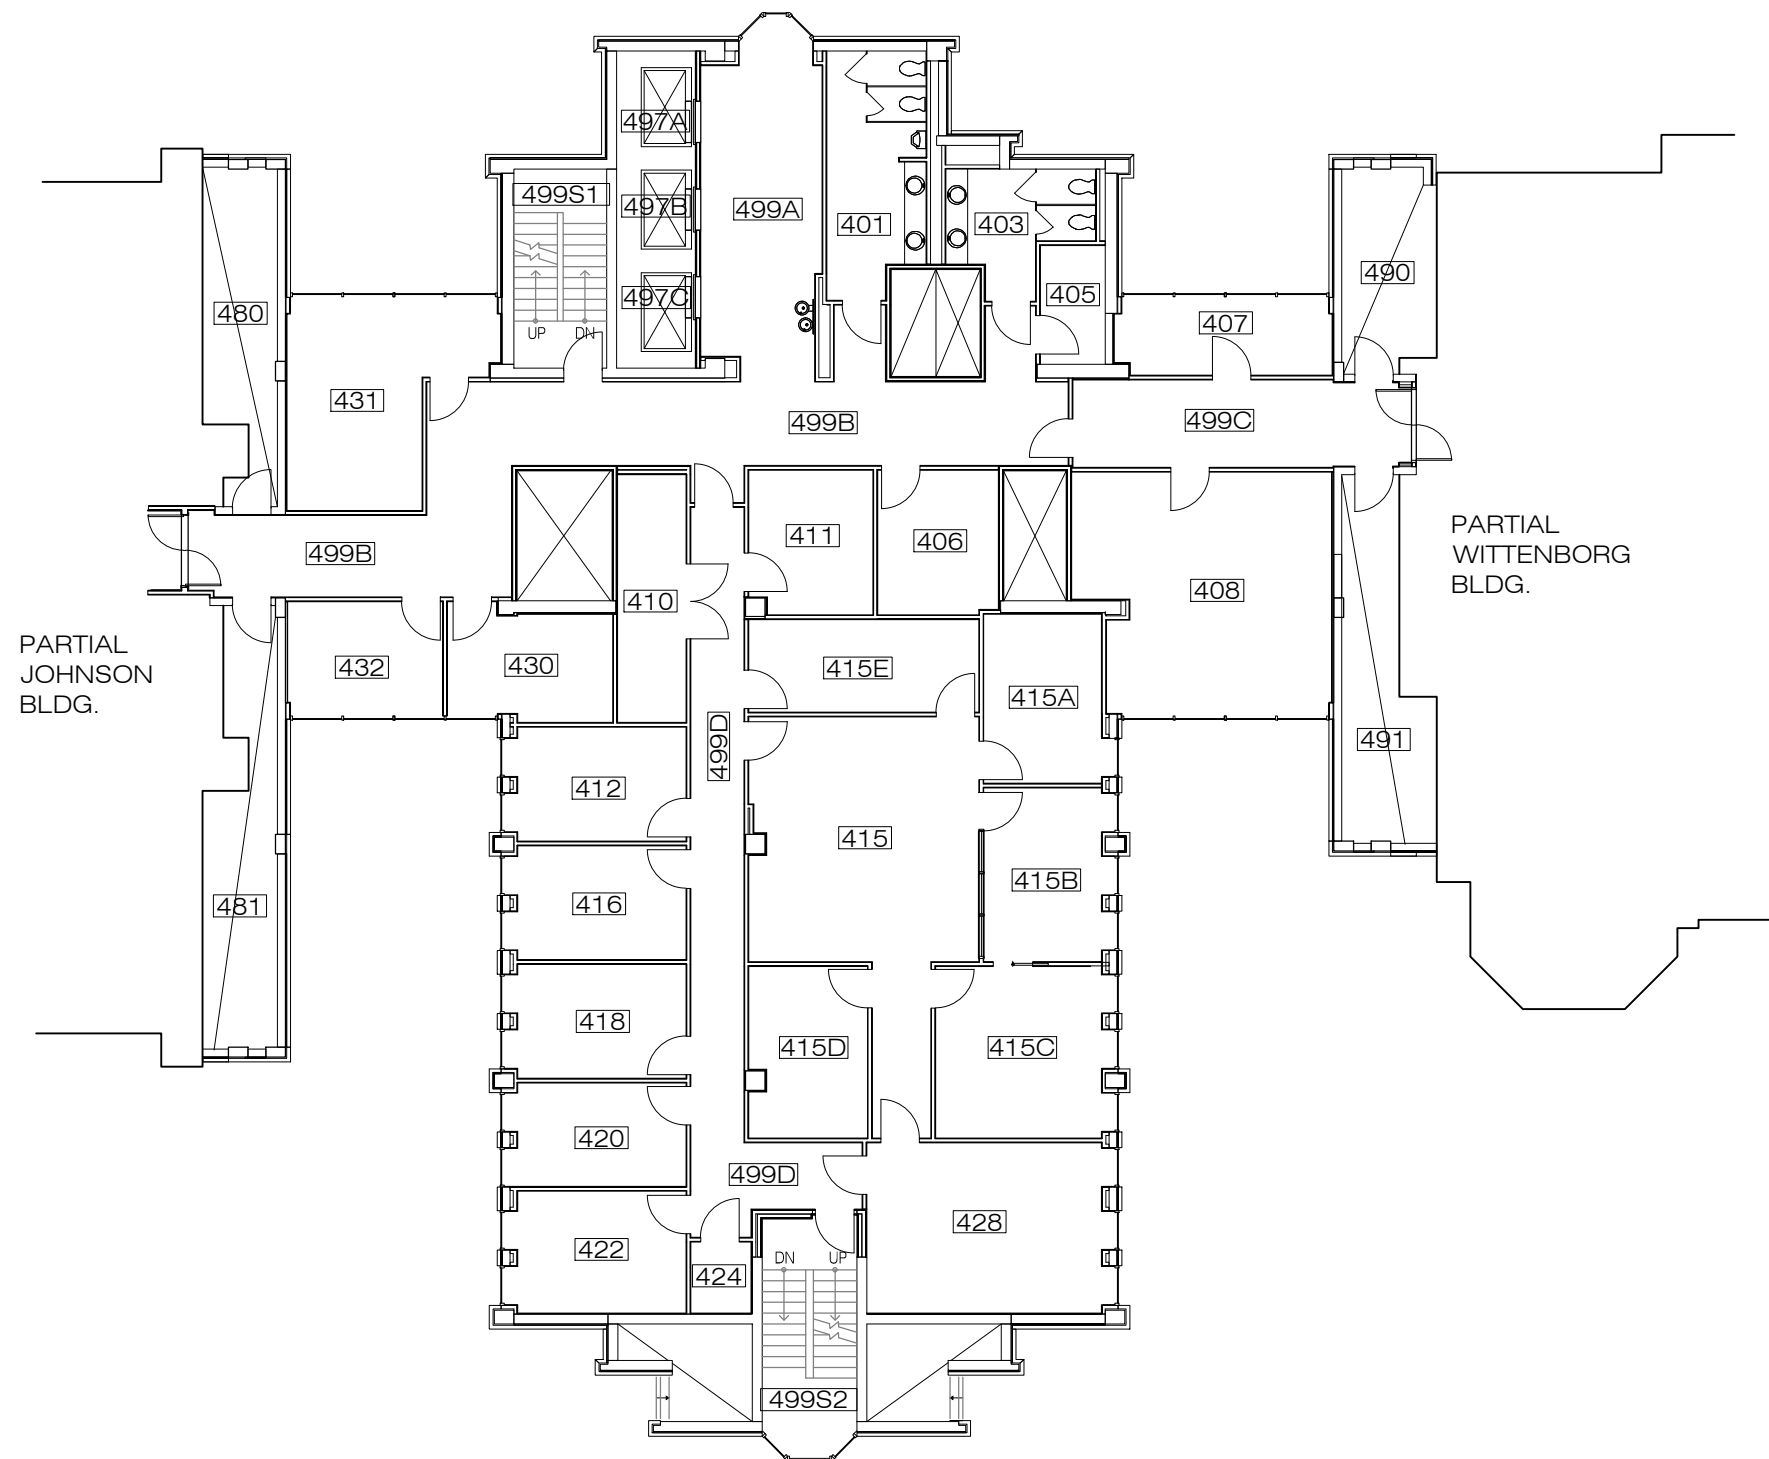 497A
499S1
497B
499A
401
403
490
497C
405
480
407
UP
DN
431
499B
499C
PARTIAL
WITTENBORG
BLDG.
411
406
499B
408
410
PARTIAL
JOHNSON
BLDG.
432
430
415E
415A
499D
491
412
415
415B
416
481
418
415D
415C
420
499D
428
422
DN
UP
424
499S2